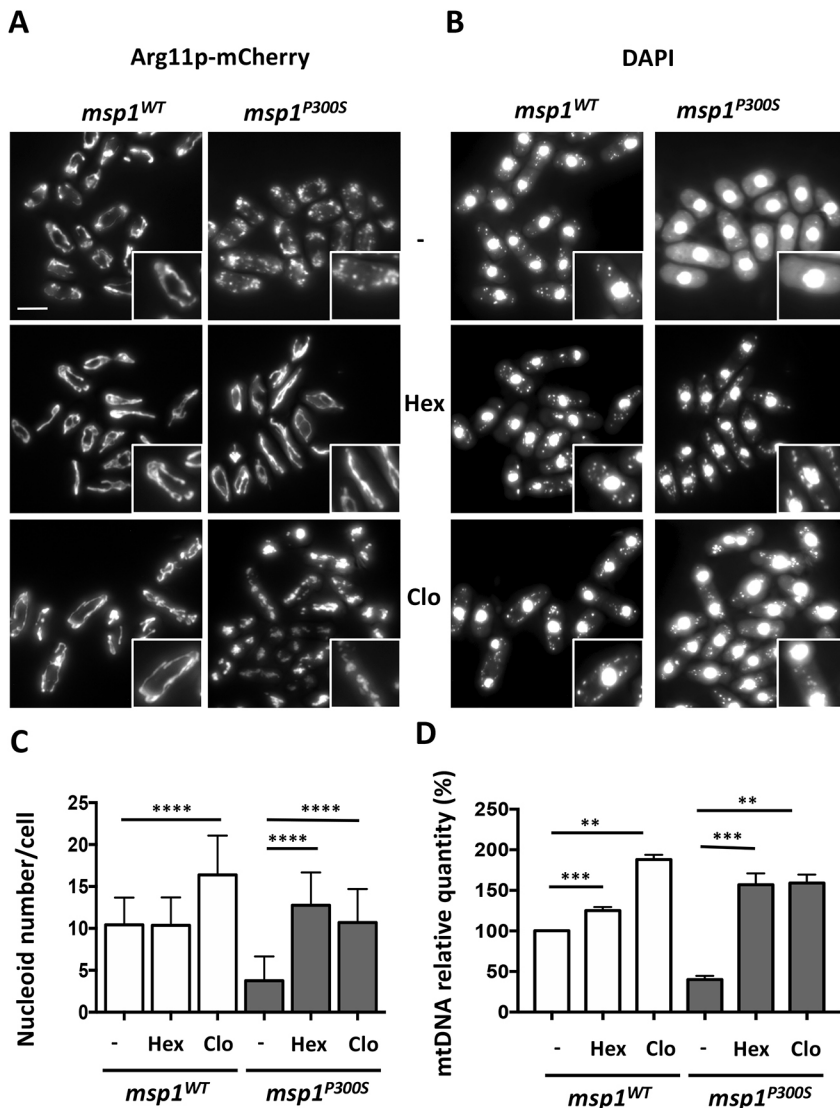 A
B
Arg11p-mCherry
DAPI
msp1WT
msp1P300S
msp1WT
msp1P300S
-
Hex
Clo
C
D
Nucleoid number/cell
25
20
15
10
5
0
****
****
****
- Hex Clo - Hex Clo
msp1WT msp1P300S
mtDNA relative quantity (%)
250
200
150
100
50
0
**
***
**
***
- Hex Clo - Hex Clo
msp1WT msp1P300S